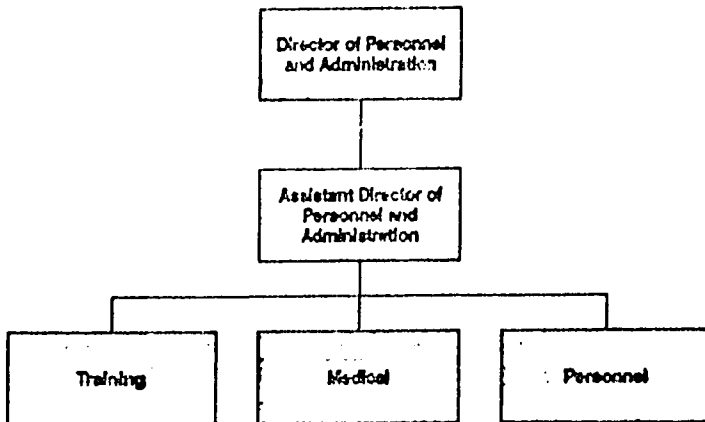 Director of Personnel
and Administration
Assistant Director of
Personnel and
Administration
Training
Medical
Personnel